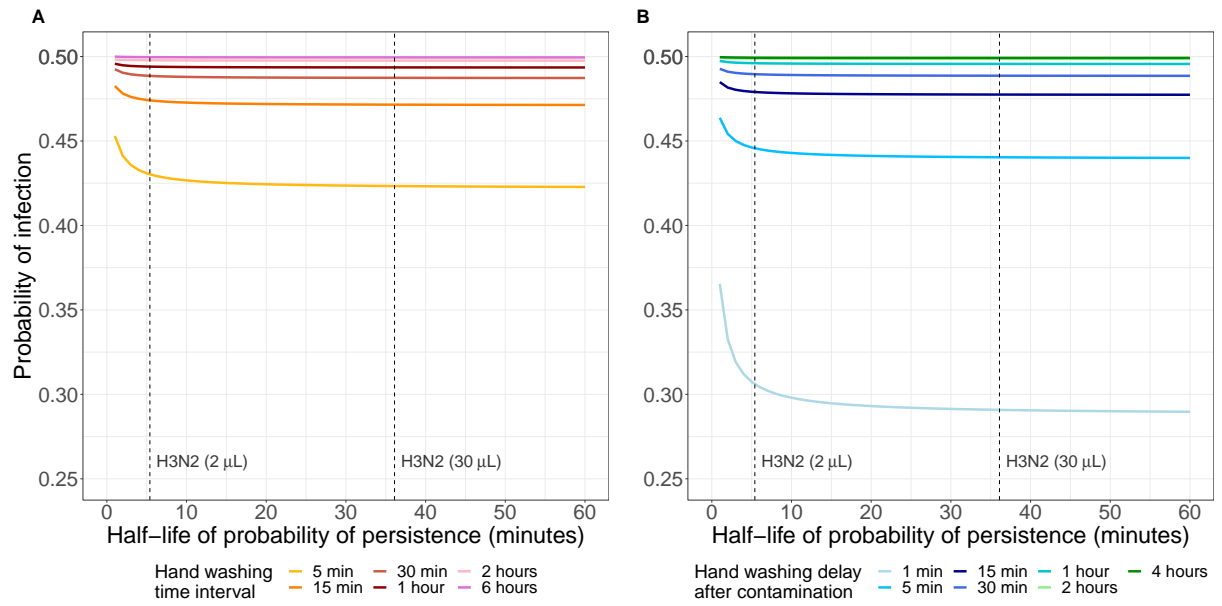 A
B
Probability of infection
0.50
0.45
0.40
0.35
0.30
0.25
H3N2 (2 μL)
H3N2 (30 μL)
0 10 20 30 40 50 60
Half−life of probability of persistence (minutes)
Hand washing
time interval
5 min
15 min
30 min
1 hour
2 hours
6 hours
0.50
0.45
0.40
0.35
0.30
0.25
H3N2 (2 μL)
H3N2 (30 μL)
0 10 20 30 40 50 60
Half−life of probability of persistence (minutes)
Hand washing delay
after contamination
1 min
5 min
15 min
30 min
1 hour
2 hours
4 hours